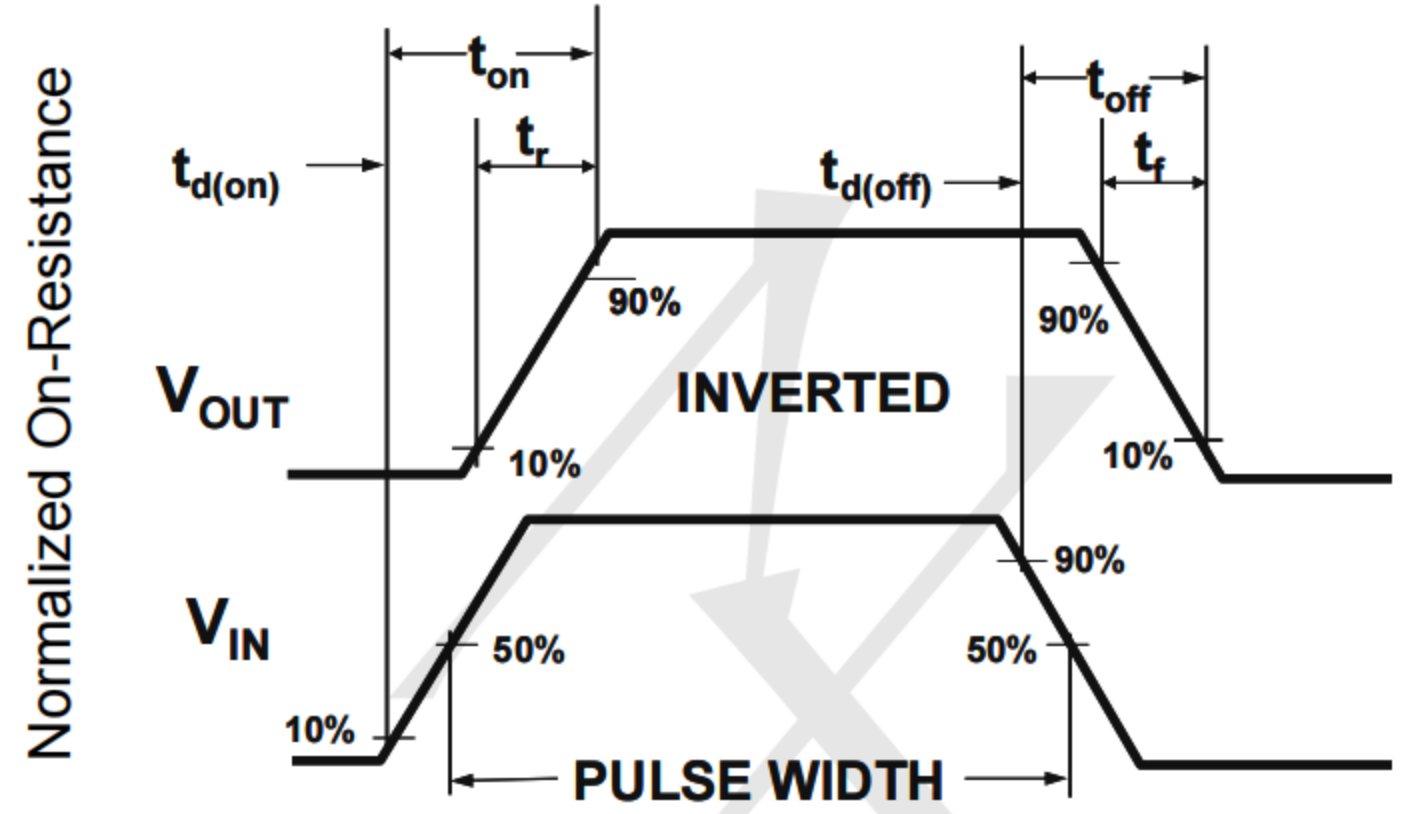 Normalized On-Resistance
ton
toff
tr
tf
td(on)
td(off)
90%
90%
VOUT
INVERTED
10%
10%
90%
VIN
50%
50%
10%
PULSE WIDTH